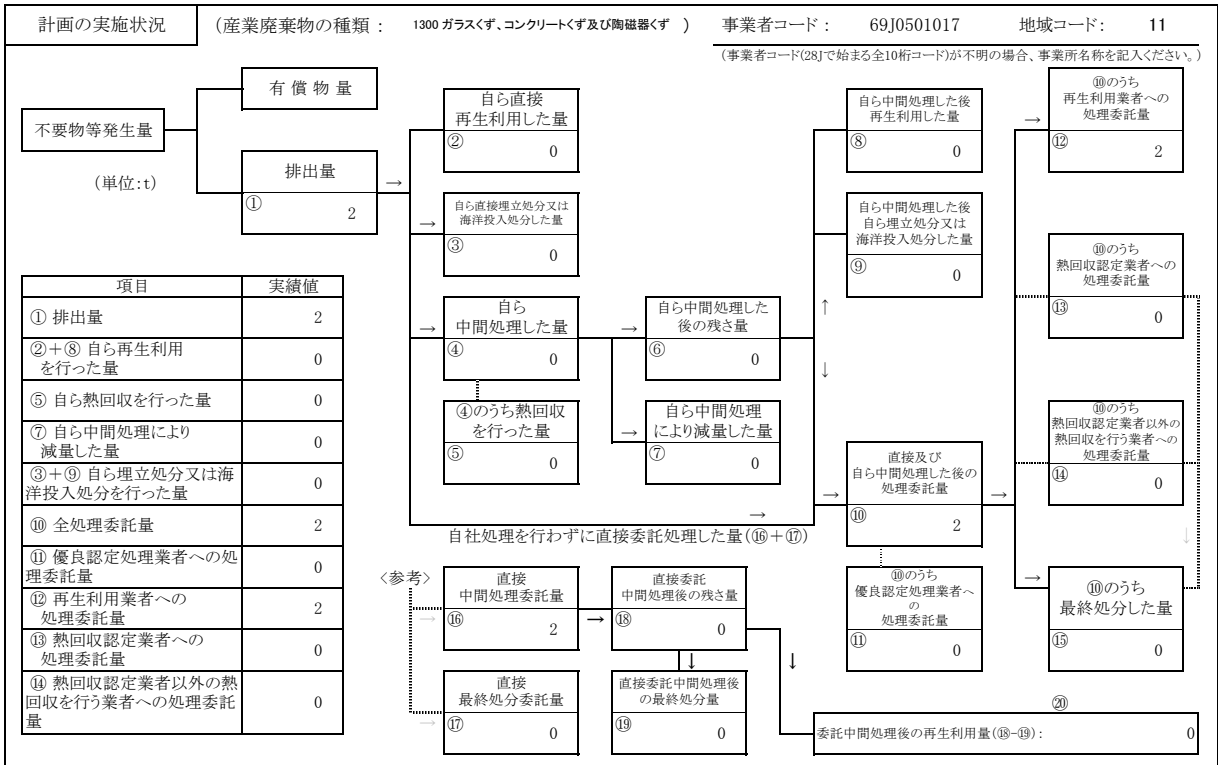 計画の実施状況 (産業廃棄物の種類： 1300 ガラスくず、コンクリートくず及び陶磁器くず ) 事業者コード： 69J0501017 地域コード： 11
(事業者コード(28Jで始まる全10桁コード)が不明の場合、事業所名称を記入ください。)
不要物等発生量
(単位:t)
有償物量
排出量
① 2
→
自ら直接
再生利用した量
② 0
→
自ら直接埋立処分又は
海洋投入処分した量
③ 0
→
自ら
中間処理した量
④ 0
④のうち熱回収
を行った量
⑤ 0
→
自ら中間処理した
後の残さ量
⑥ 0
→
自ら中間処理
により減量した量
⑦ 0
自ら中間処理した後
再生利用した量
⑧ 0
自ら中間処理した後
自ら埋立処分又は
海洋投入処分した量
⑨ 0
↑
↓
→
→
自社処理を行わずに直接委託処理した量(⑯+⑰)
直接及び
自ら中間処理した後の
処理委託量
⑩ 2
→
⑩のうち
優良認定処理業者へ
の
処理委託量
⑪ 0
→
⑩のうち
再生利用業者への
処理委託量
⑫ 2
⑩のうち
熱回収認定業者への
処理委託量
⑬ 0
⑩のうち
熱回収認定業者以外の
熱回収を行う業者への
処理委託量
⑭ 0
↓
→
⑩のうち
最終処分した量
⑮ 0
項目 実績値
① 排出量 2
②+⑧ 自ら再生利用
を行った量 0
⑤ 自ら熱回収を行った量 0
⑦ 自ら中間処理により
減量した量 0
③+⑨ 自ら埋立処分又は海
洋投入処分を行った量 0
⑩ 全処理委託量 2
⑪ 優良認定処理業者への処
理委託量 0
⑫ 再生利用業者への
処理委託量 2
⑬ 熱回収認定業者への
処理委託量 0
⑭ 熱回収認定業者以外の熱
回収を行う業者への処理委託
量 0
〈参考〉
→
直接
中間処理委託量
⑯ 2
→
直接委託
中間処理後の残さ量
⑱ 0
↓
↓
→
直接
最終処分委託量
⑰ 0
直接委託中間処理後
の最終処分量
⑲ 0
⑳
委託中間処理後の再生利用量(⑱-⑲)： 0